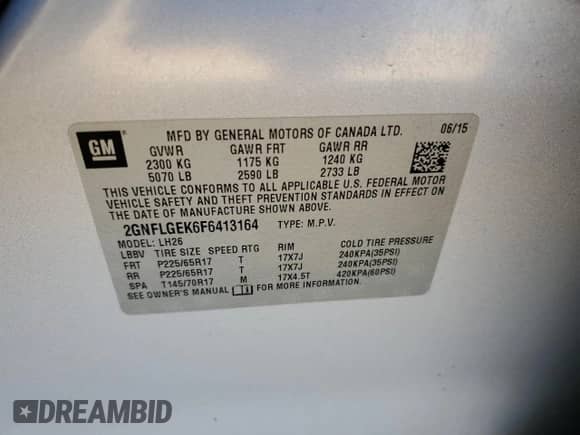 GM
MFD BY GENERAL MOTORS OF CANADA LTD. 06/15
GVWR GAWR FRT GAWR RR
2300 KG 1175 KG 1240 KG
5070 LB 2590 LB 2733 LB
THIS VEHICLE CONFORMS TO ALL APPLICABLE U.S. FEDERAL MOTOR
VEHICLE SAFETY AND THEFT PREVENTION STANDARDS IN EFFECT ON
THE DATE OF MANUFACTURE SHOWN ABOVE.
2GNFLGEK6F6413164 TYPE: M.P.V.
MODEL: LH26
LBBV TIRE SIZE SPEED RTG RIM COLD TIRE PRESSURE
FRT P225/65R17 T 17X7J 240KPA(35PSI)
RR P225/65R17 T 17X7J 240KPA(35PSI)
SPA T145/70R17 M 17X4.5T 420KPA(60PSI)
SEE OWNER'S MANUAL FOR MORE INFORMATION.
DREAMBID